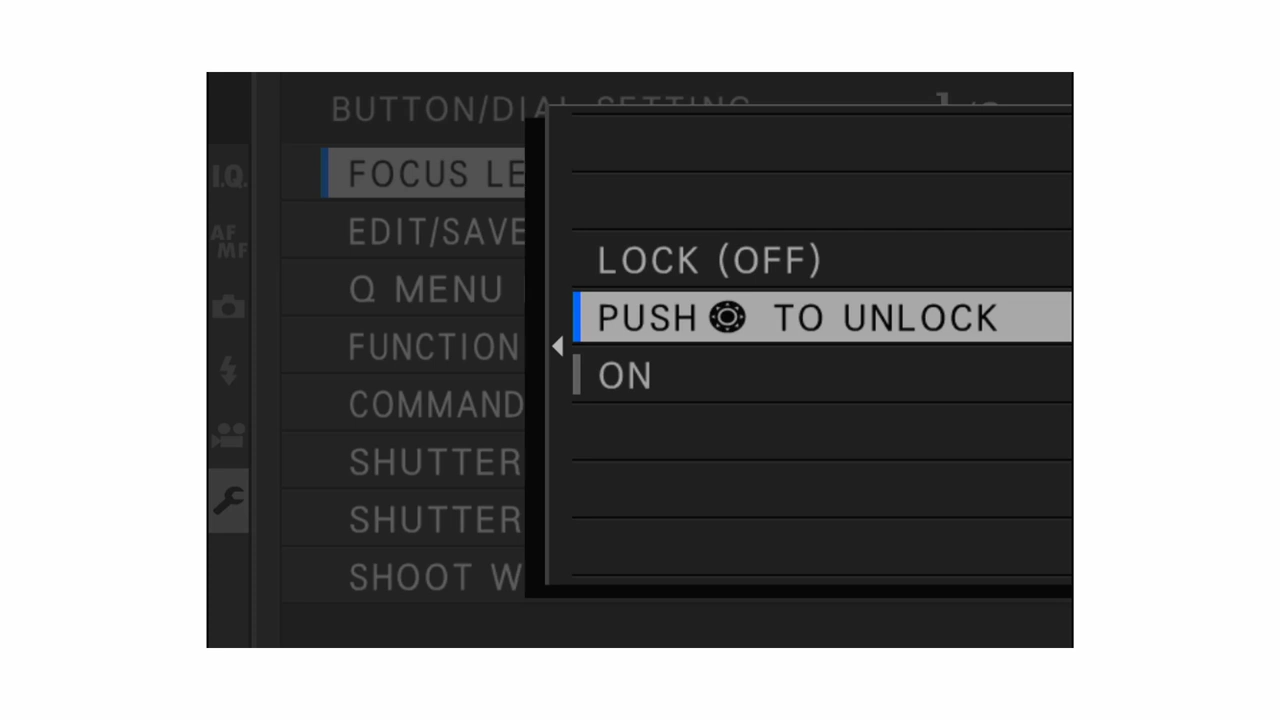 BUTTON/DIAL SETTING
I.Q.
FOCUS LE
AF
MF
EDIT/SAVE
Q MENU
FUNCTION
COMMAND
SHUTTER
SHUTTER
SHOOT W
LOCK (OFF)
PUSH TO UNLOCK
ON